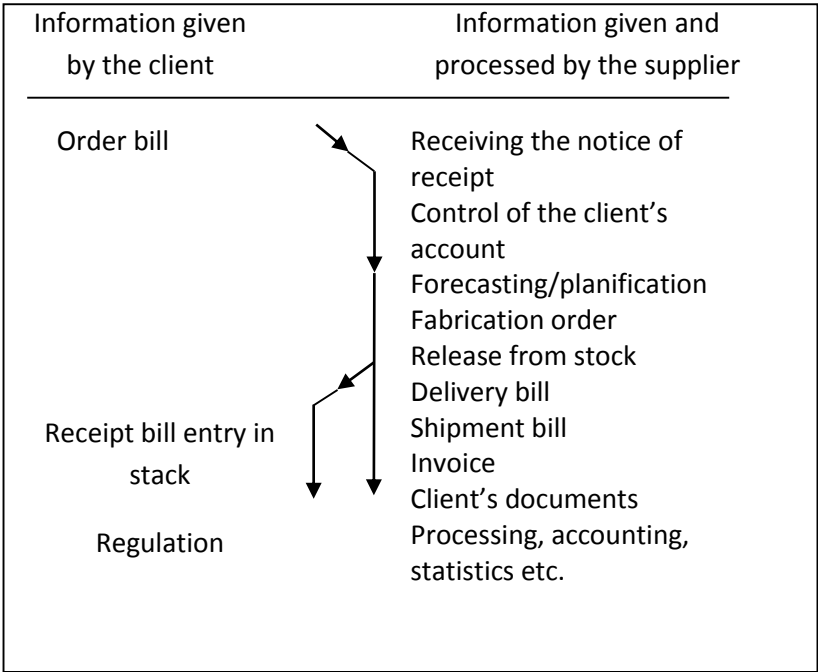 Information given
by the client
Information given and
processed by the supplier
Order bill
Receiving the notice of
receipt
Control of the client's
account
Forecasting/planification
Fabrication order
Release from stock
Delivery bill
Shipment bill
Invoice
Client's documents
Processing, accounting,
statistics etc.
Receipt bill entry in
stack
Regulation